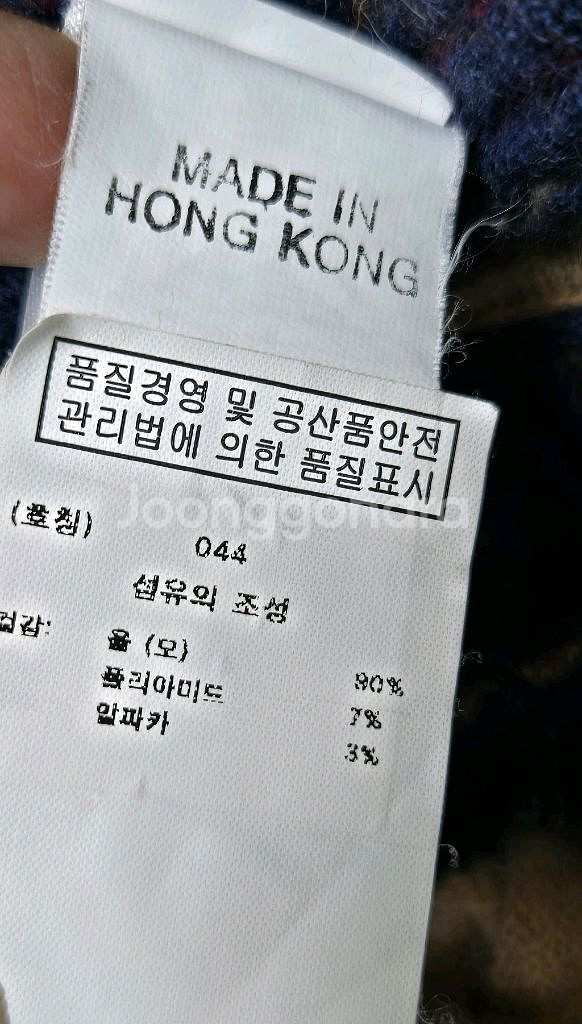 MADE IN
HONG KONG
품질경영 및 공산품안전
관리법에 의한 품질표시
(호칭)
044
섬유의 조성
겉감:
울 (모) 90%
폴리아미드 7%
알파카 3%
Joonggonara